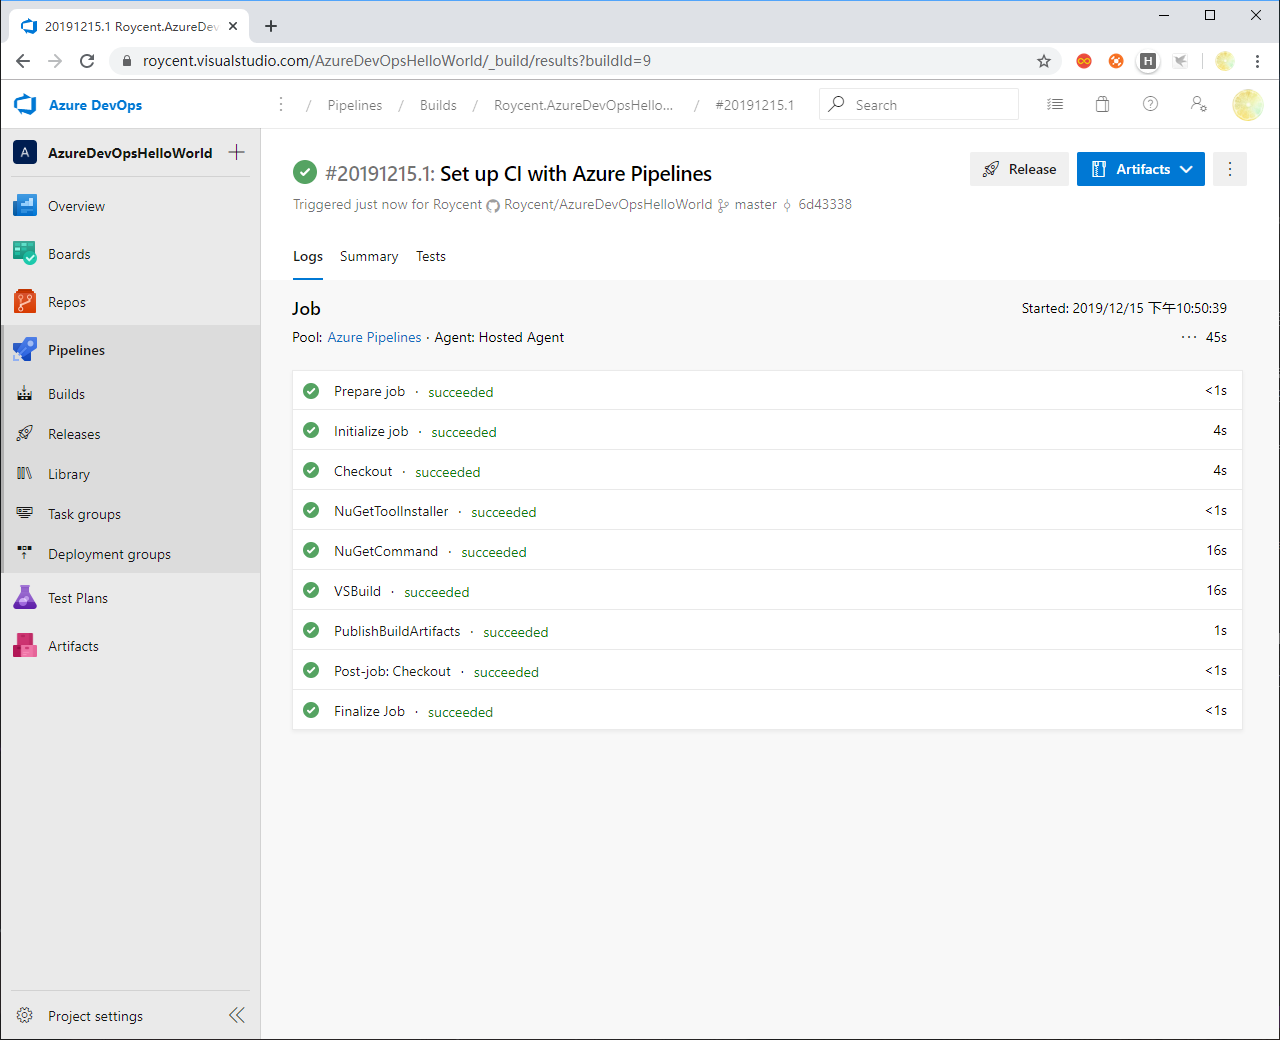 20191215.1 Roycent.AzureDev
roycent.visualstudio.com/AzureDevOpsHelloWorld/_build/results?buildId=9
H
Azure DevOps
/ Pipelines / Builds / Roycent.AzureDevOpsHello... / #20191215.1
Search
A AzureDevOpsHelloWorld
Overview
Boards
Repos
Pipelines
Builds
Releases
Library
Task groups
Deployment groups
Test Plans
Artifacts
Project settings
#20191215.1: Set up CI with Azure Pipelines
Release
Artifacts
Triggered just now for Roycent Roycent/AzureDevOpsHelloWorld master 6d43338
Logs Summary Tests
Job
Started: 2019/12/15 下午10:50:39
Pool: Azure Pipelines · Agent: Hosted Agent
··· 45s
Prepare job · succeeded <1s
Initialize job · succeeded 4s
Checkout · succeeded 4s
NuGetToolInstaller · succeeded <1s
NuGetCommand · succeeded 16s
VSBuild · succeeded 16s
PublishBuildArtifacts · succeeded 1s
Post-job: Checkout · succeeded <1s
Finalize Job · succeeded <1s